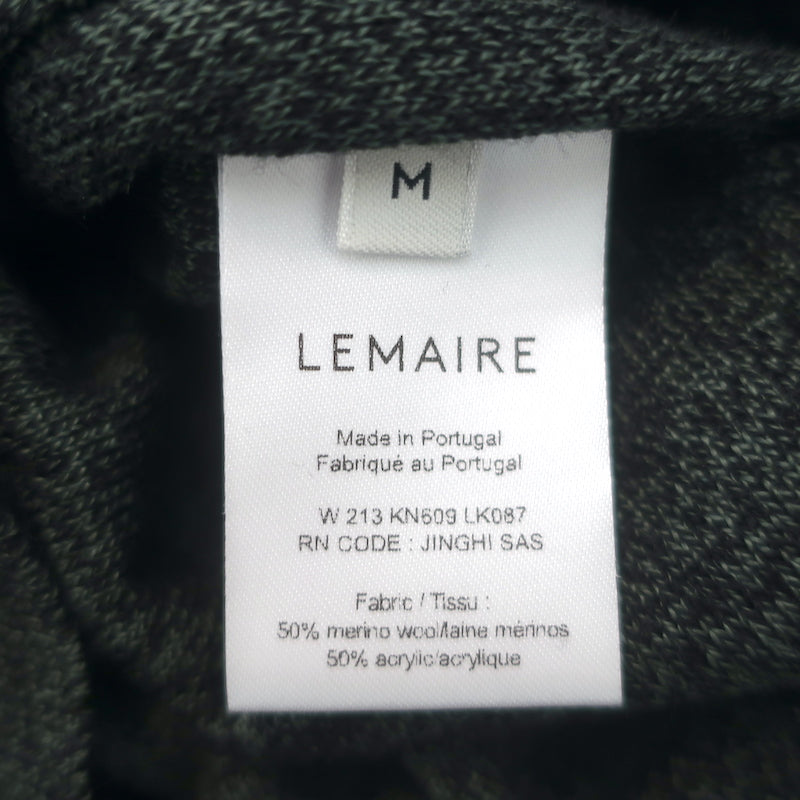 M
LEMAIRE
Made in Portugal
Fabriqué au Portugal
W 213 KN609 LK087
RN CODE : JINGHI SAS
Fabric / Tissu :
50% merino wool/laine mérinos
50% acrylic/acrylique